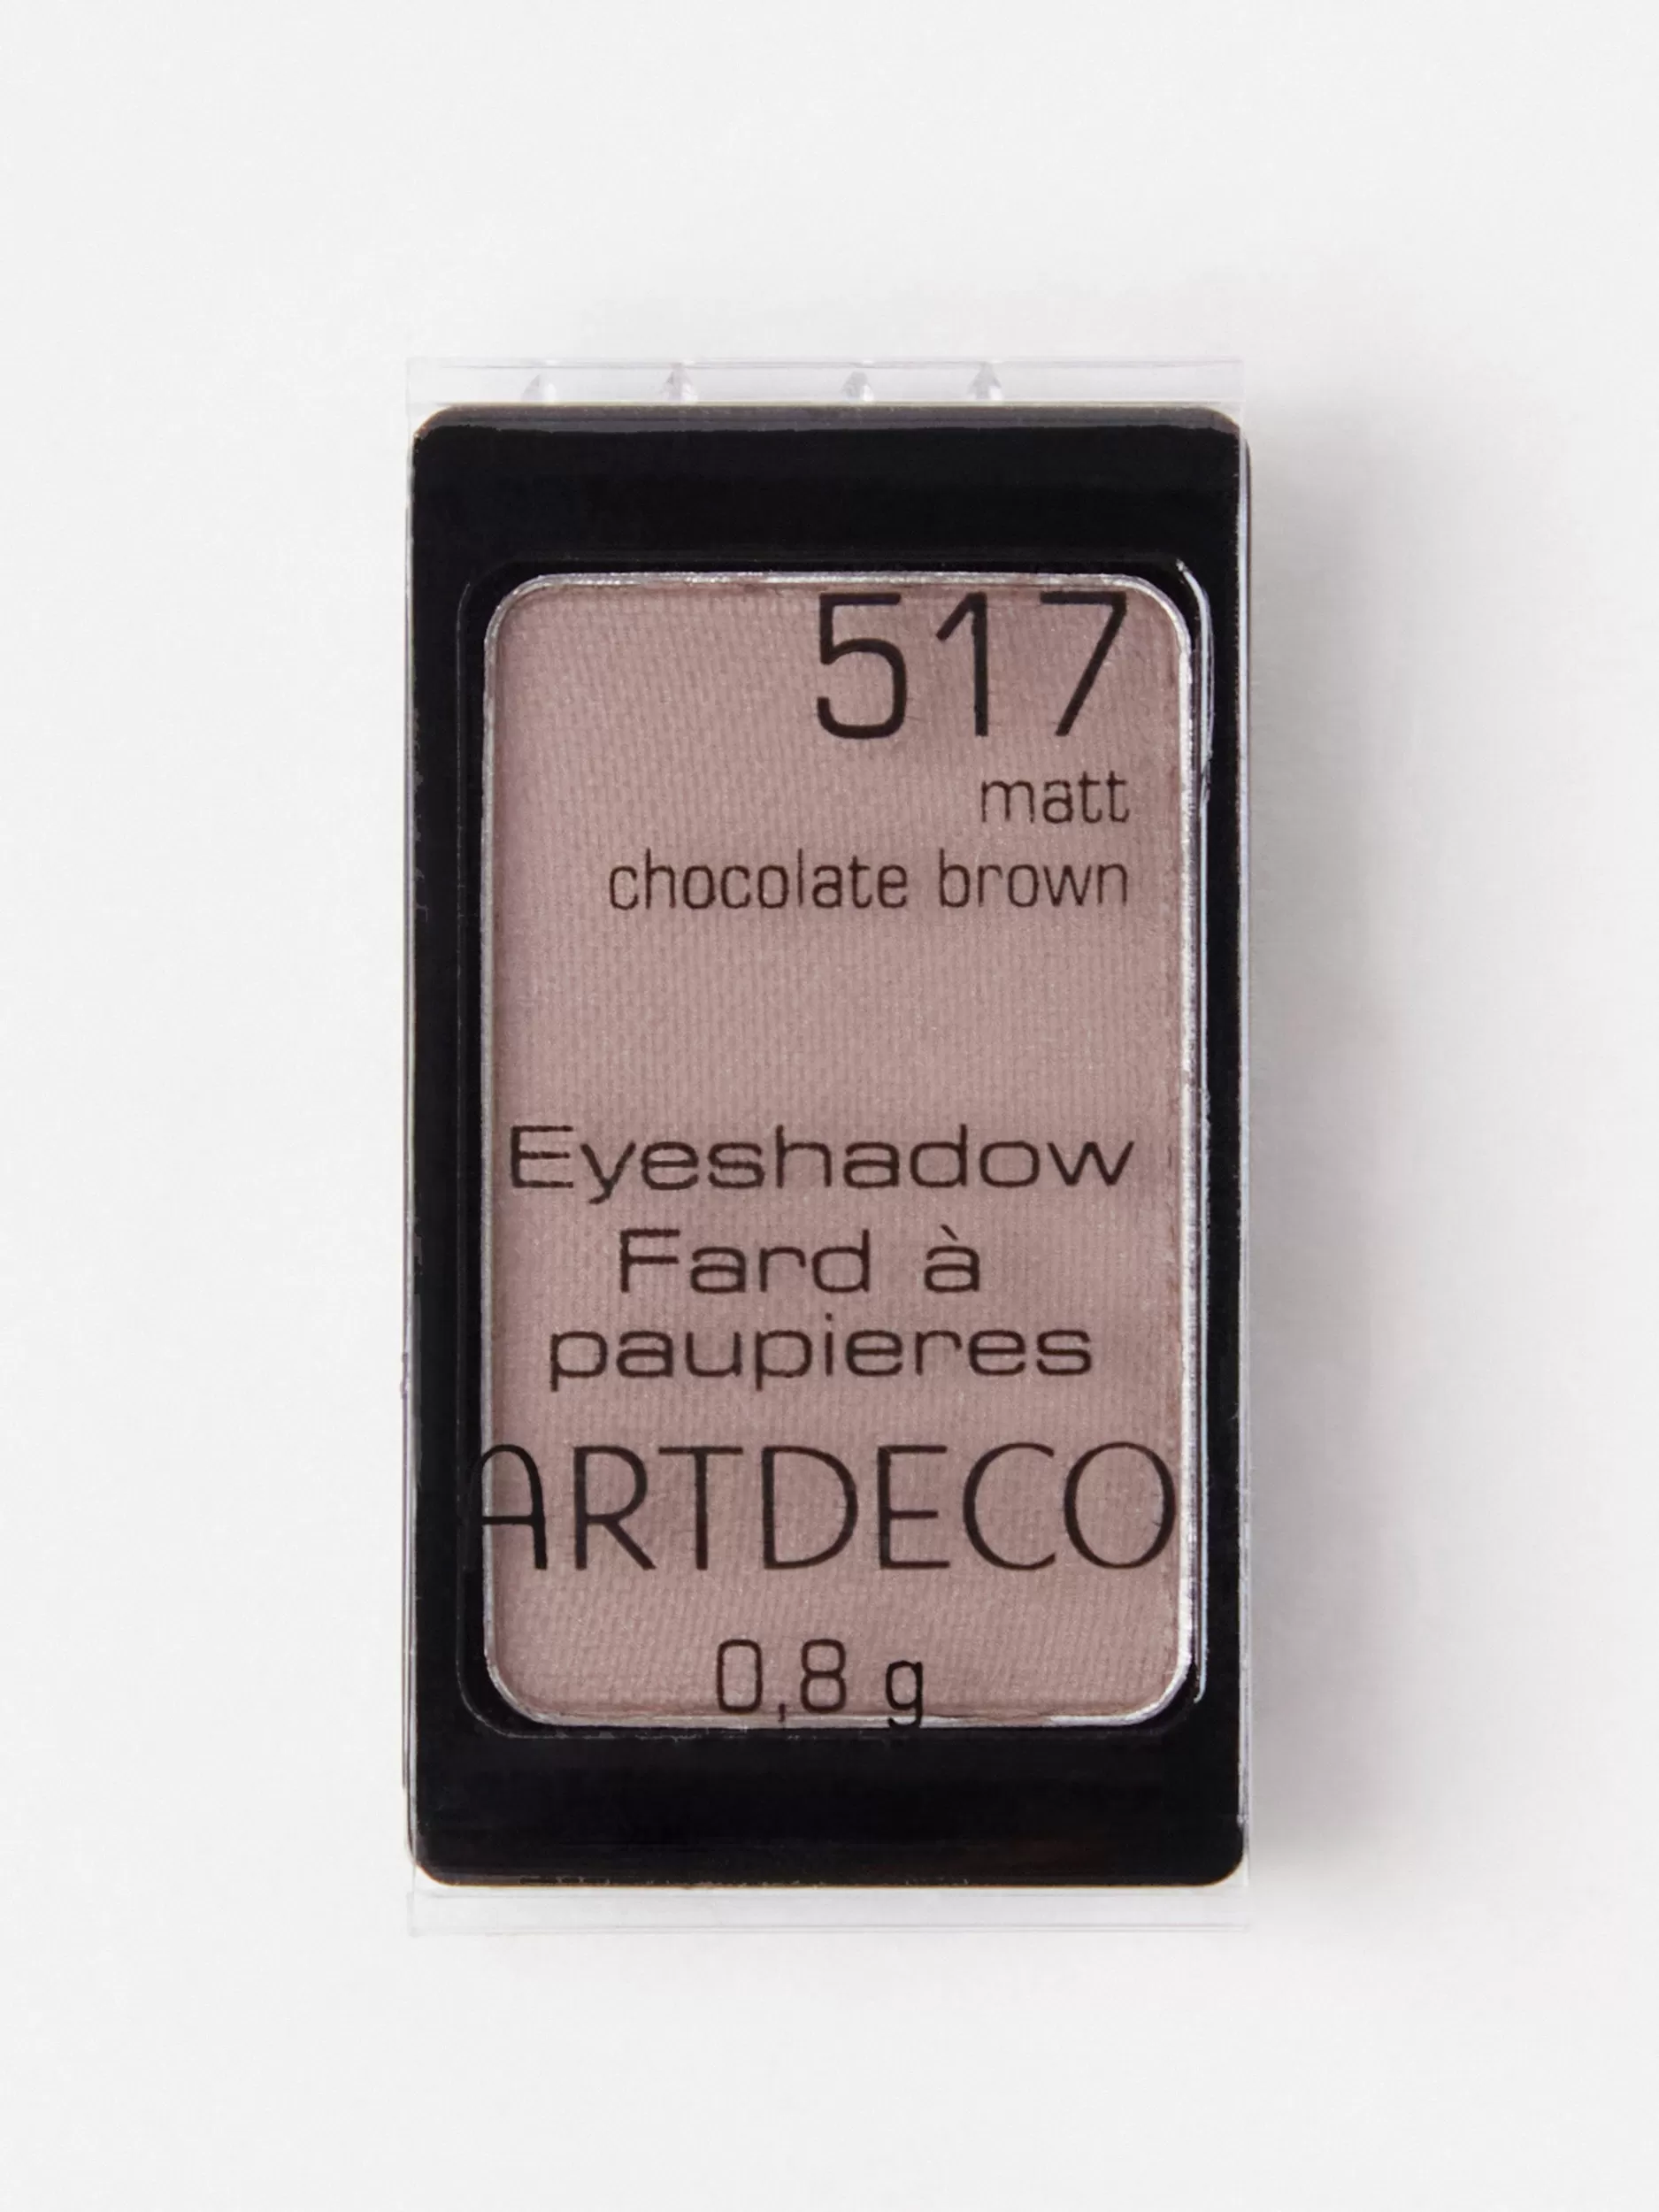 517
matt
chocolate brown
Eyeshadow
Fard à
paupieres
ARTDECO
0,8 g